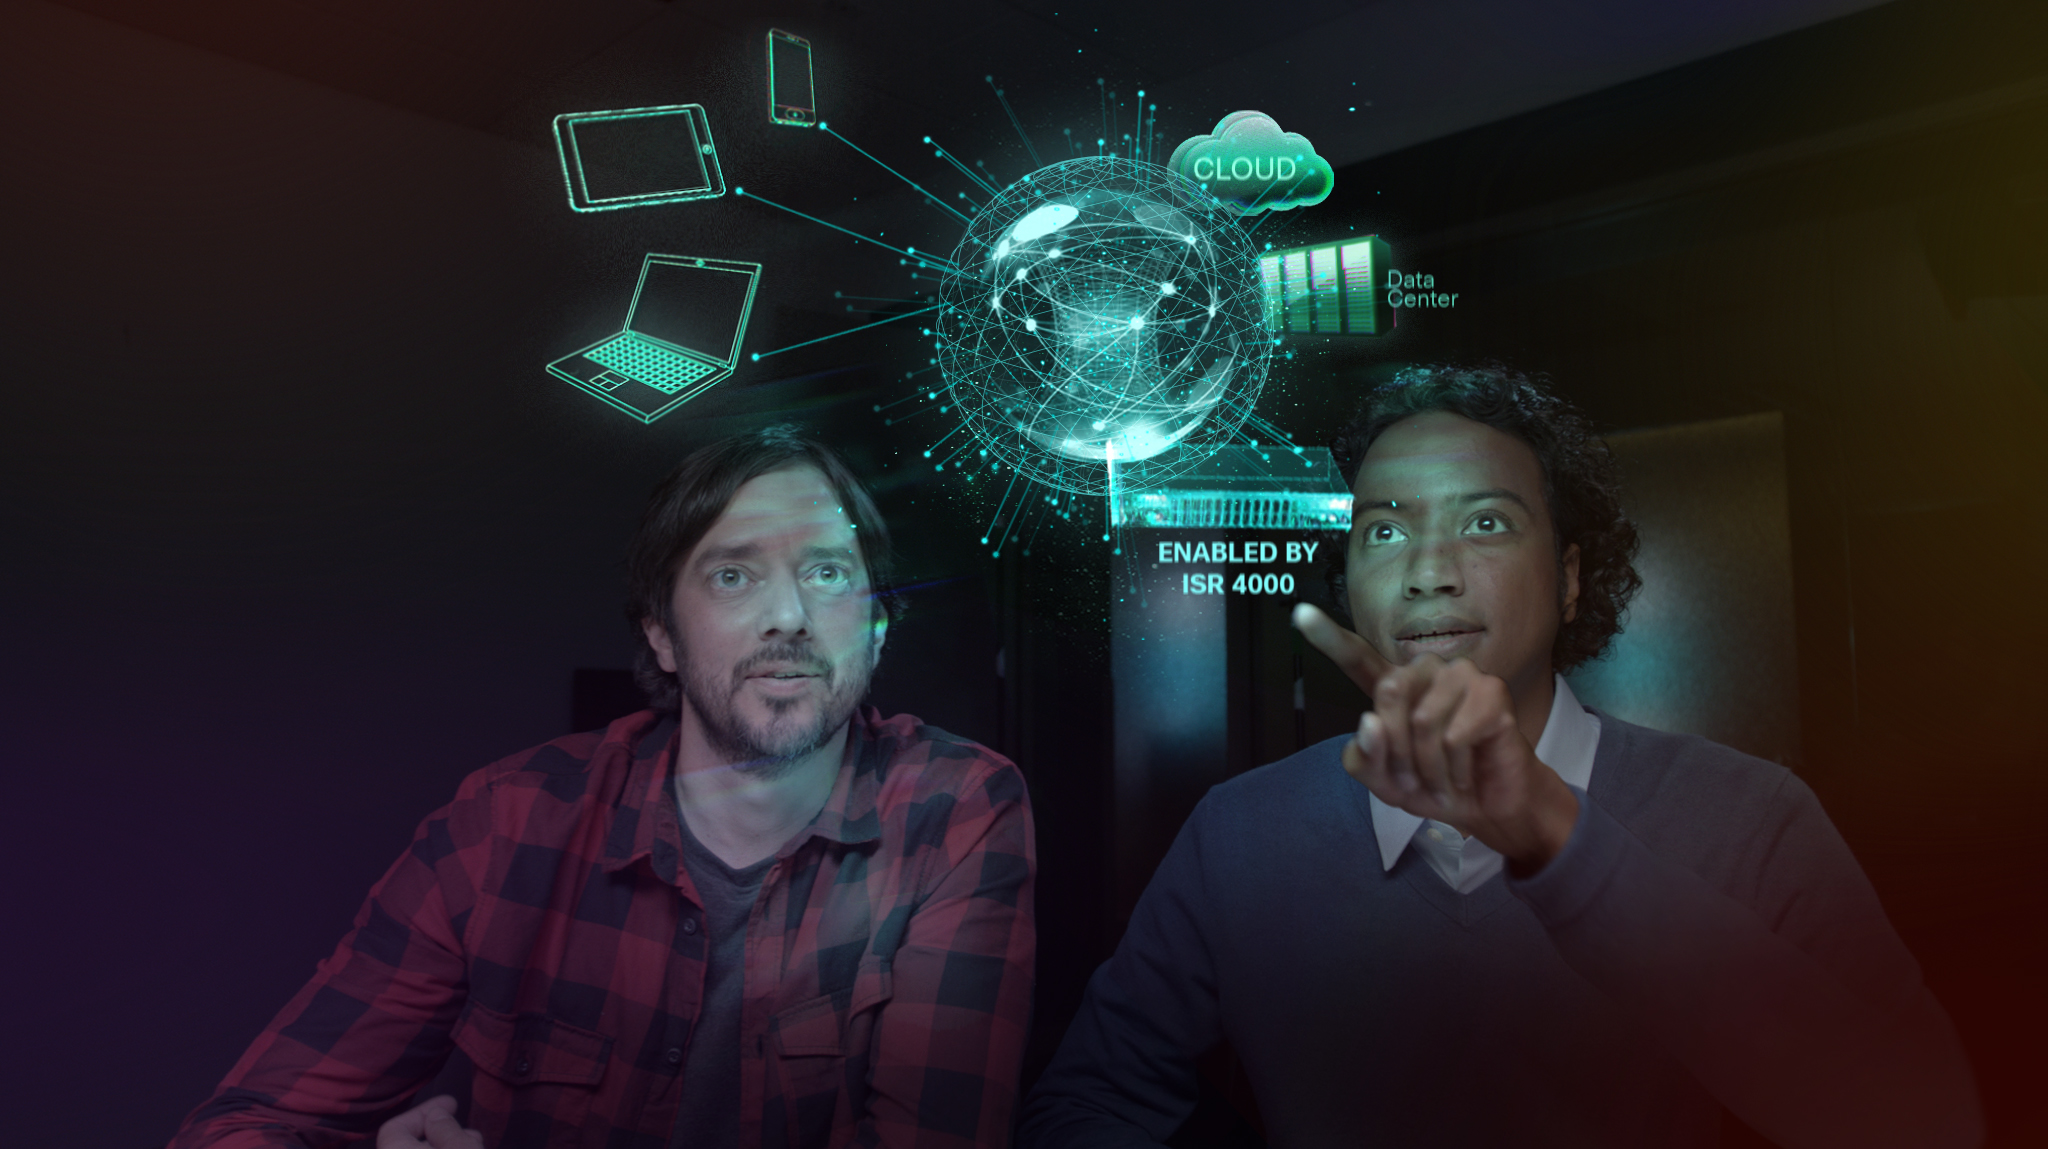 CLOUD
Data
Center
ENABLED BY
ISR 4000